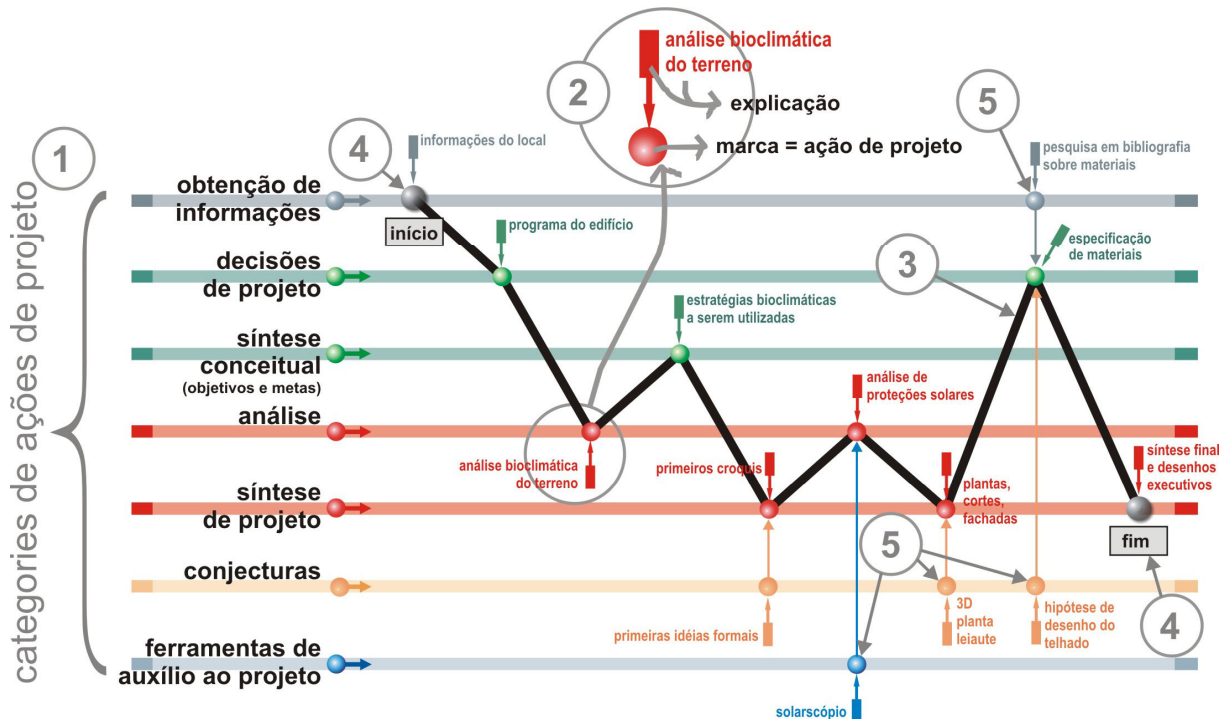 análise bioclimática
do terreno
explicação
marca = ação de projeto
2
1
4
5
informações do local
pesquisa em bibliografia
sobre materiais
categories de ações de projeto
obtenção de
informações
início
programa do edifício
especificação
de materiais
3
decisões
de projeto
estratégias bioclimáticas
a serem utilizadas
síntese
conceitual
(objetivos e metas)
análise de
proteções solares
análise
análise bioclimática
do terreno
primeiros croquis
plantas,
cortes,
fachadas
síntese final
e desenhos
executivos
síntese
de projeto
fim
5
conjecturas
primeiras idéias formais
3D
planta
leiaute
hipótese de
desenho do
telhado
4
ferramentas de
auxílio ao projeto
solarscópio